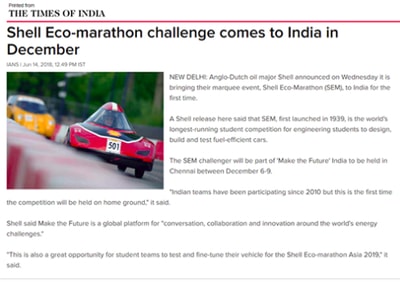 Printed from
THE TIMES OF INDIA
Shell Eco-marathon challenge comes to India in
December
IANS | Jun 14, 2018, 12.49 PM IST
501
NEW DELHI: Anglo-Dutch oil major Shell announced on Wednesday it is
bringing their marquee event, Shell Eco-Marathon (SEM), to India for the
first time.
A Shell release here said that SEM, first launched in 1939, is the world's
longest-running student competition for engineering students to design,
build and test fuel-efficient cars.
The SEM challenger will be part of 'Make the Future' India to be held in
Chennai between December 6-9.
"Indian teams have been participating since 2010 but this is the first time
the competition will be held on home ground," it said.
Shell said Make the Future is a global platform for "conversation, collaboration and innovation around the world's energy
challenges."
"This is also a great opportunity for student teams to test and fine-tune their vehicle for the Shell Eco-marathon Asia 2019," it
said.